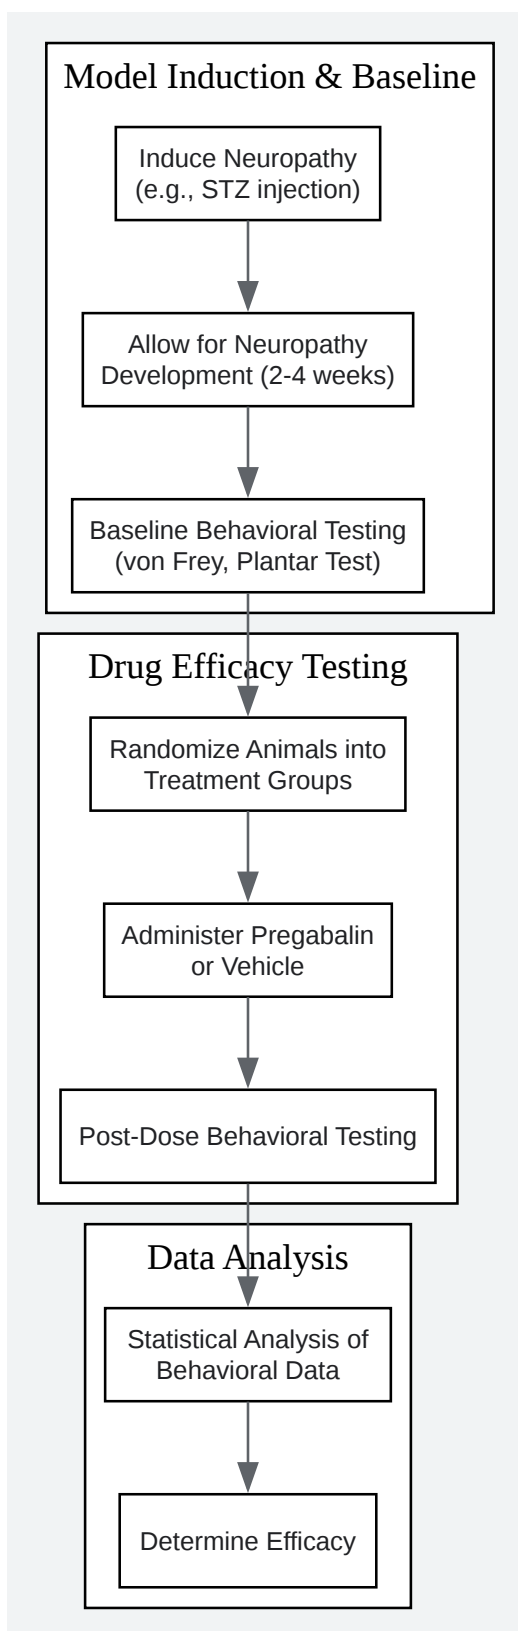 Model Induction & Baseline
Induce Neuropathy
(e.g., STZ injection)
Allow for Neuropathy
Development (2-4 weeks)
Baseline Behavioral Testing
(von Frey, Plantar Test)
Drug Efficacy Testing
Randomize Animals into
Treatment Groups
Administer Pregabalin
or Vehicle
Post-Dose Behavioral Testing
Data Analysis
Statistical Analysis of
Behavioral Data
Determine Efficacy